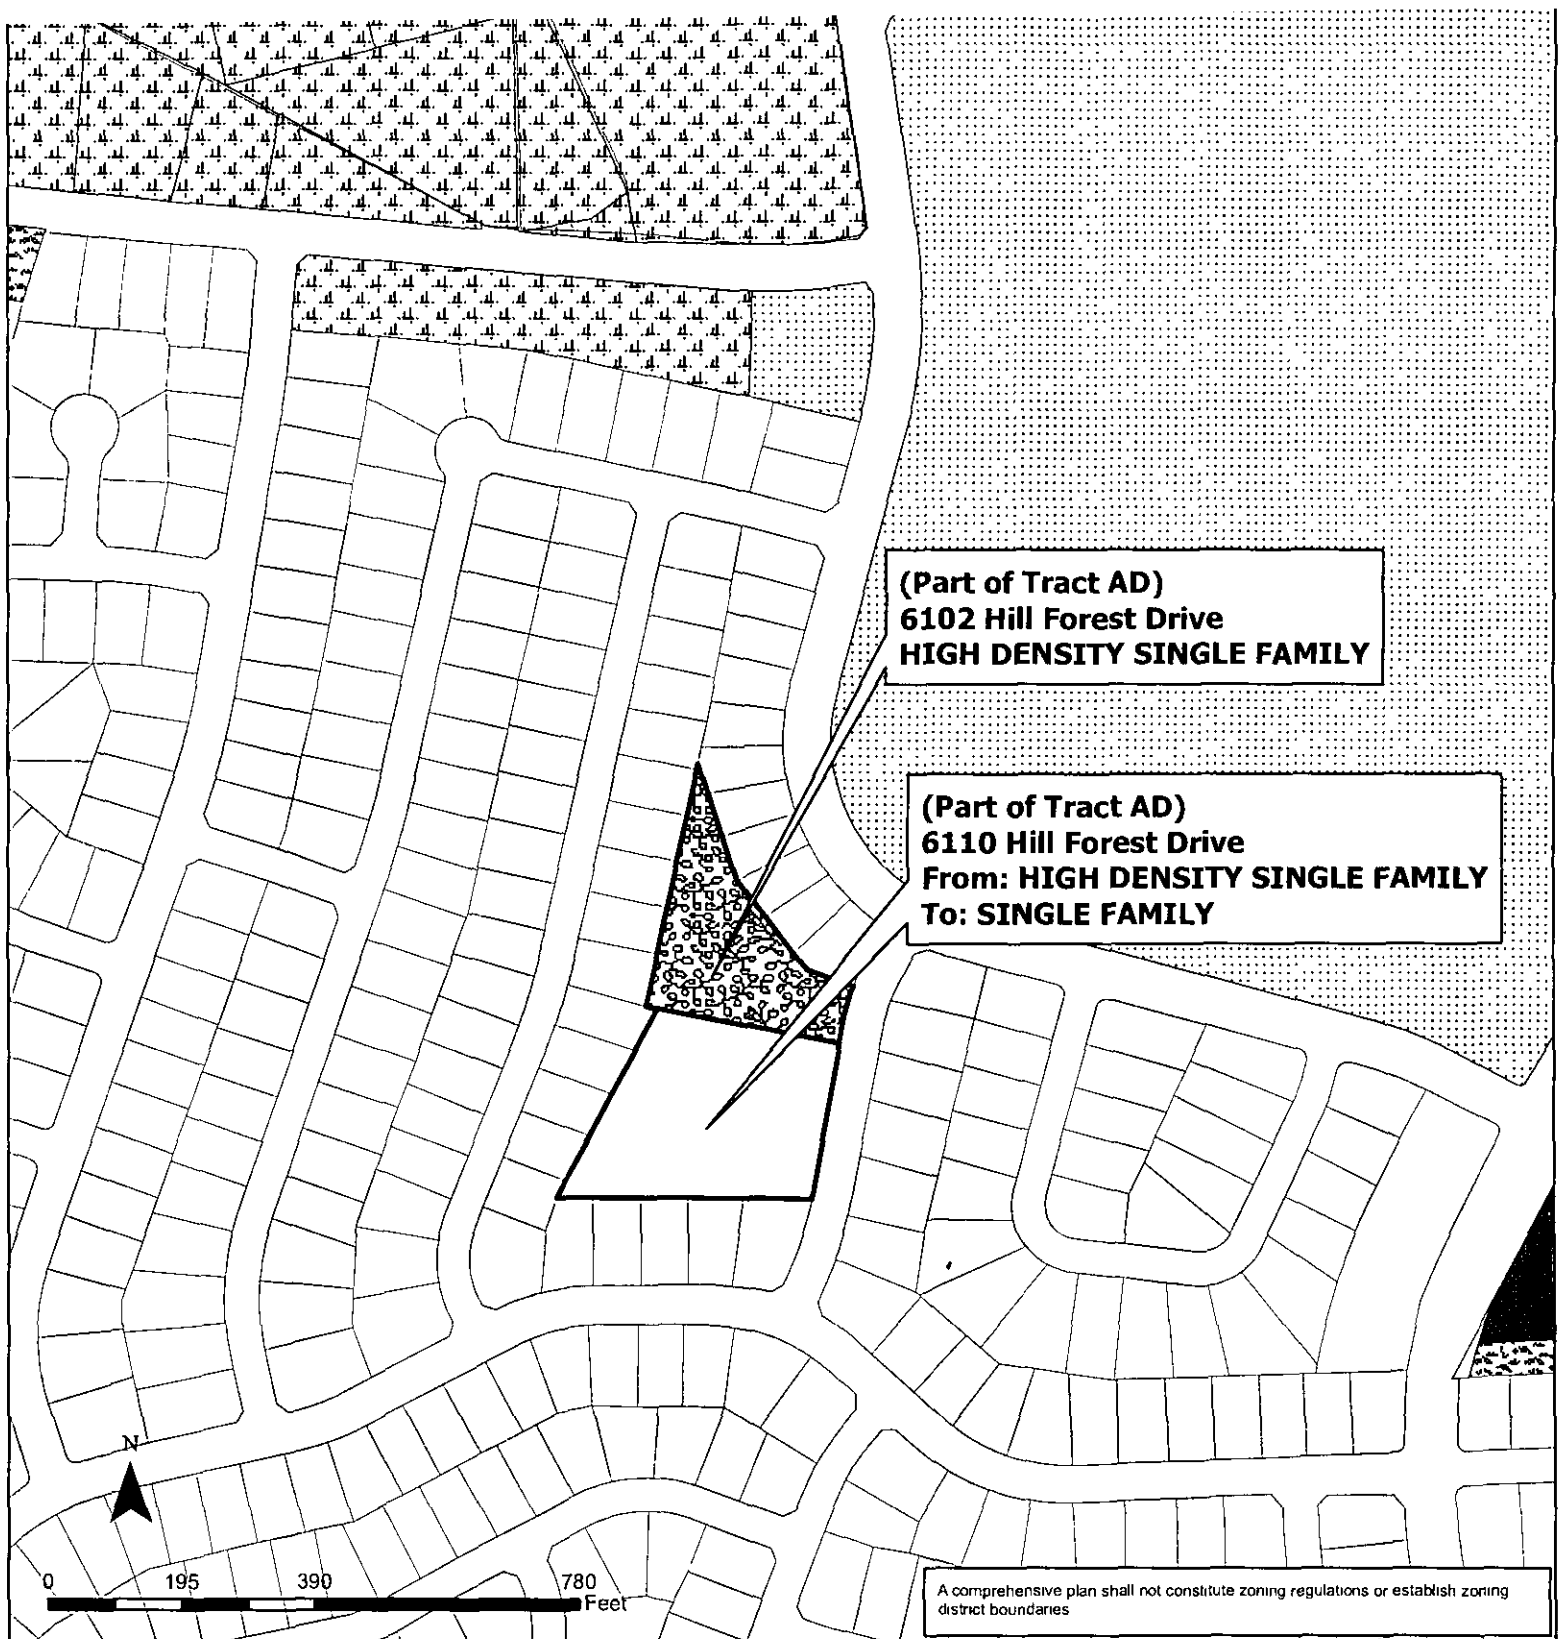 (Part of Tract AD)
6102 Hill Forest Drive
HIGH DENSITY SINGLE FAMILY
(Part of Tract AD)
6110 Hill Forest Drive
From: HIGH DENSITY SINGLE FAMILY
To: SINGLE FAMILY
N
0 195 390 780
Feet
A comprehensive plan shall not constitute zoning regulations or establish zoning
district boundaries